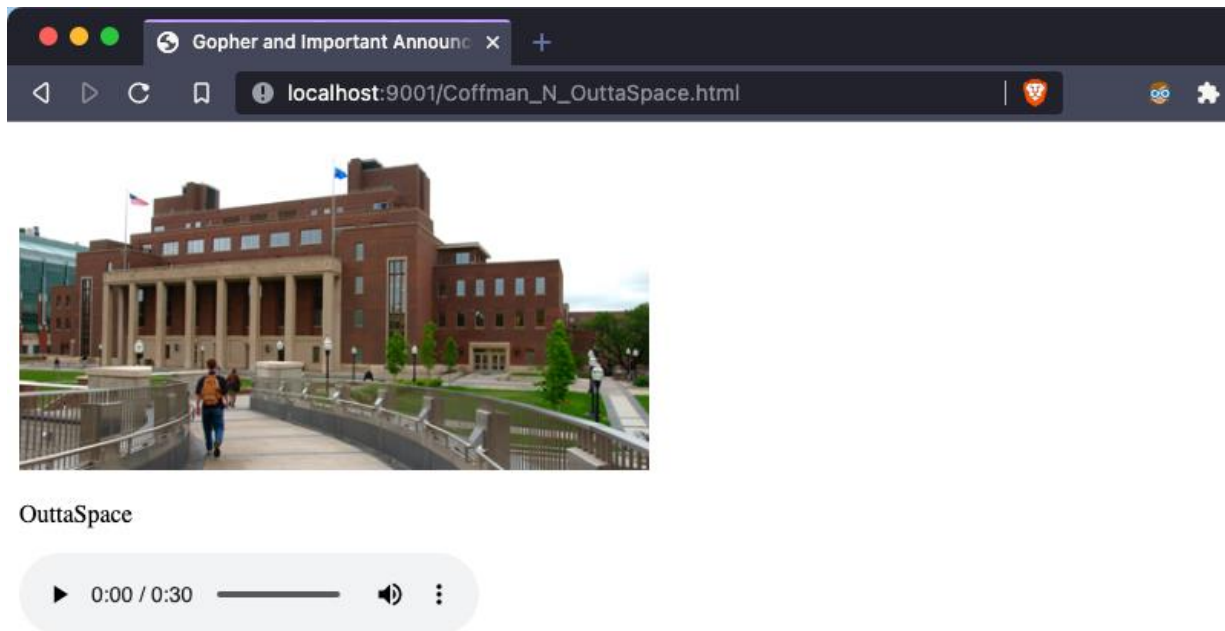 Gopher and Important Announc
localhost:9001/Coffman_N_OuttaSpace.html
OuttaSpace
0:00 / 0:30